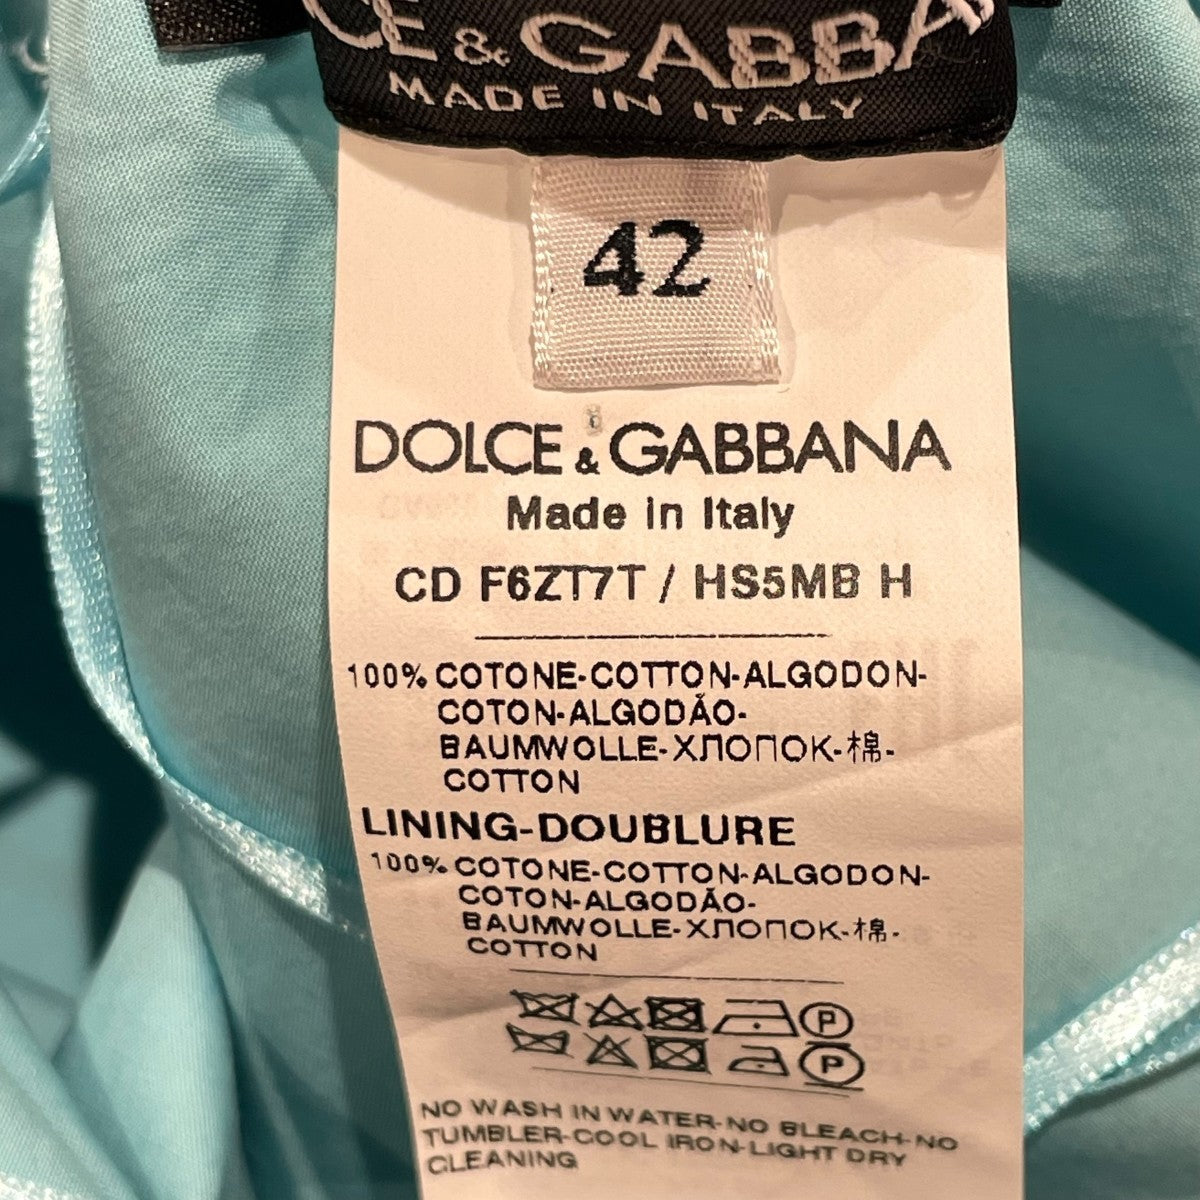 CE & GABBA
MADE IN ITALY
42
DOLCE & GABBANA
Made in Italy
CD F6ZT7T / HS5MB H
100% COTONE-COTTON-ALGODON-
COTON-ALGODÃO-
BAUMWOLLE-ХЛОПОК-棉-
COTTON
LINING-DOUBLURE
100% COTONE-COTTON-ALGODON-
COTON-ALGODÃO-
BAUMWOLLE-ХЛОПОК-棉-
COTTON
P
P
NO WASH IN WATER-NO BLEACH-NO
TUMBLER-COOL IRON-LIGHT DRY
CLEANING